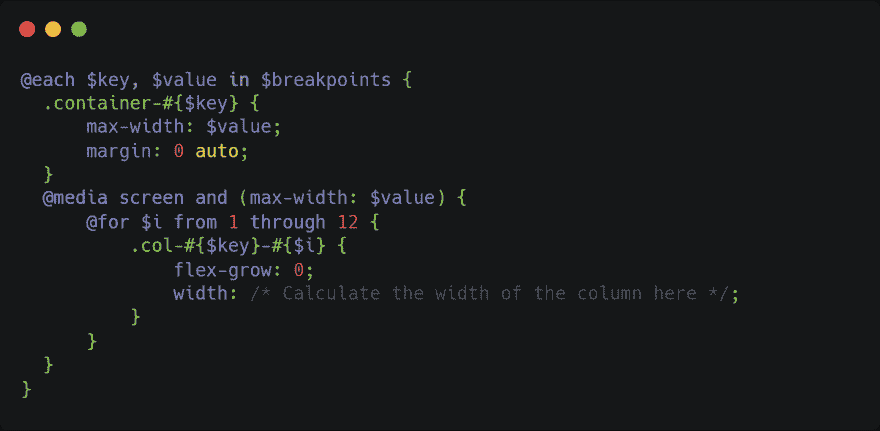 @each $key, $value in $breakpoints {
.container-#{$key} {
max-width: $value;
margin: 0 auto;
}
@media screen and (max-width: $value) {
@for $i from 1 through 12 {
.col-#{$key}-#{$i} {
flex-grow: 0;
width: /* Calculate the width of the column here */;
}
}
}
}